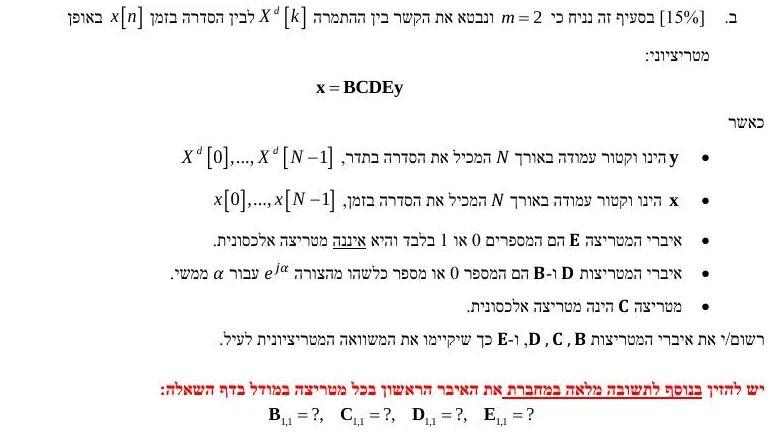 ב. [15%] בסעיף זה נניח כי m = 2 ונבטא את הקשר בין ההתמרה X^d[k] לבין הסדרה בזמן x[n] באופן
מטריציוני:
x = BCDEy
כאשר
• y הינו וקטור עמודה באורך N המכיל את הסדרה בתדר, X^d[0],...,X^d[N−1]
• x הינו וקטור עמודה באורך N המכיל את הסדרה בזמן, x[0],...,x[N−1]
• איברי המטריצה E הם המספרים 0 או 1 בלבד והיא איננה מטריצה אלכסונית.
• איברי המטריצות D ו-B הם המספר 0 או מספר כלשהו מהצורה e^{jα} עבור α ממשי.
• מטריצה C הינה מטריצה אלכסונית.
רשום/י את איברי המטריצות D , C , B, ו-E כך שיקיימו את המשוואה המטריציונית לעיל.
יש להזין בנוסף לתשובה מלאה במחברת את האיבר הראשון בכל מטריצה במודל בדף השאלה:
B_{1,1} = ?, C_{1,1} = ?, D_{1,1} = ?, E_{1,1} = ?